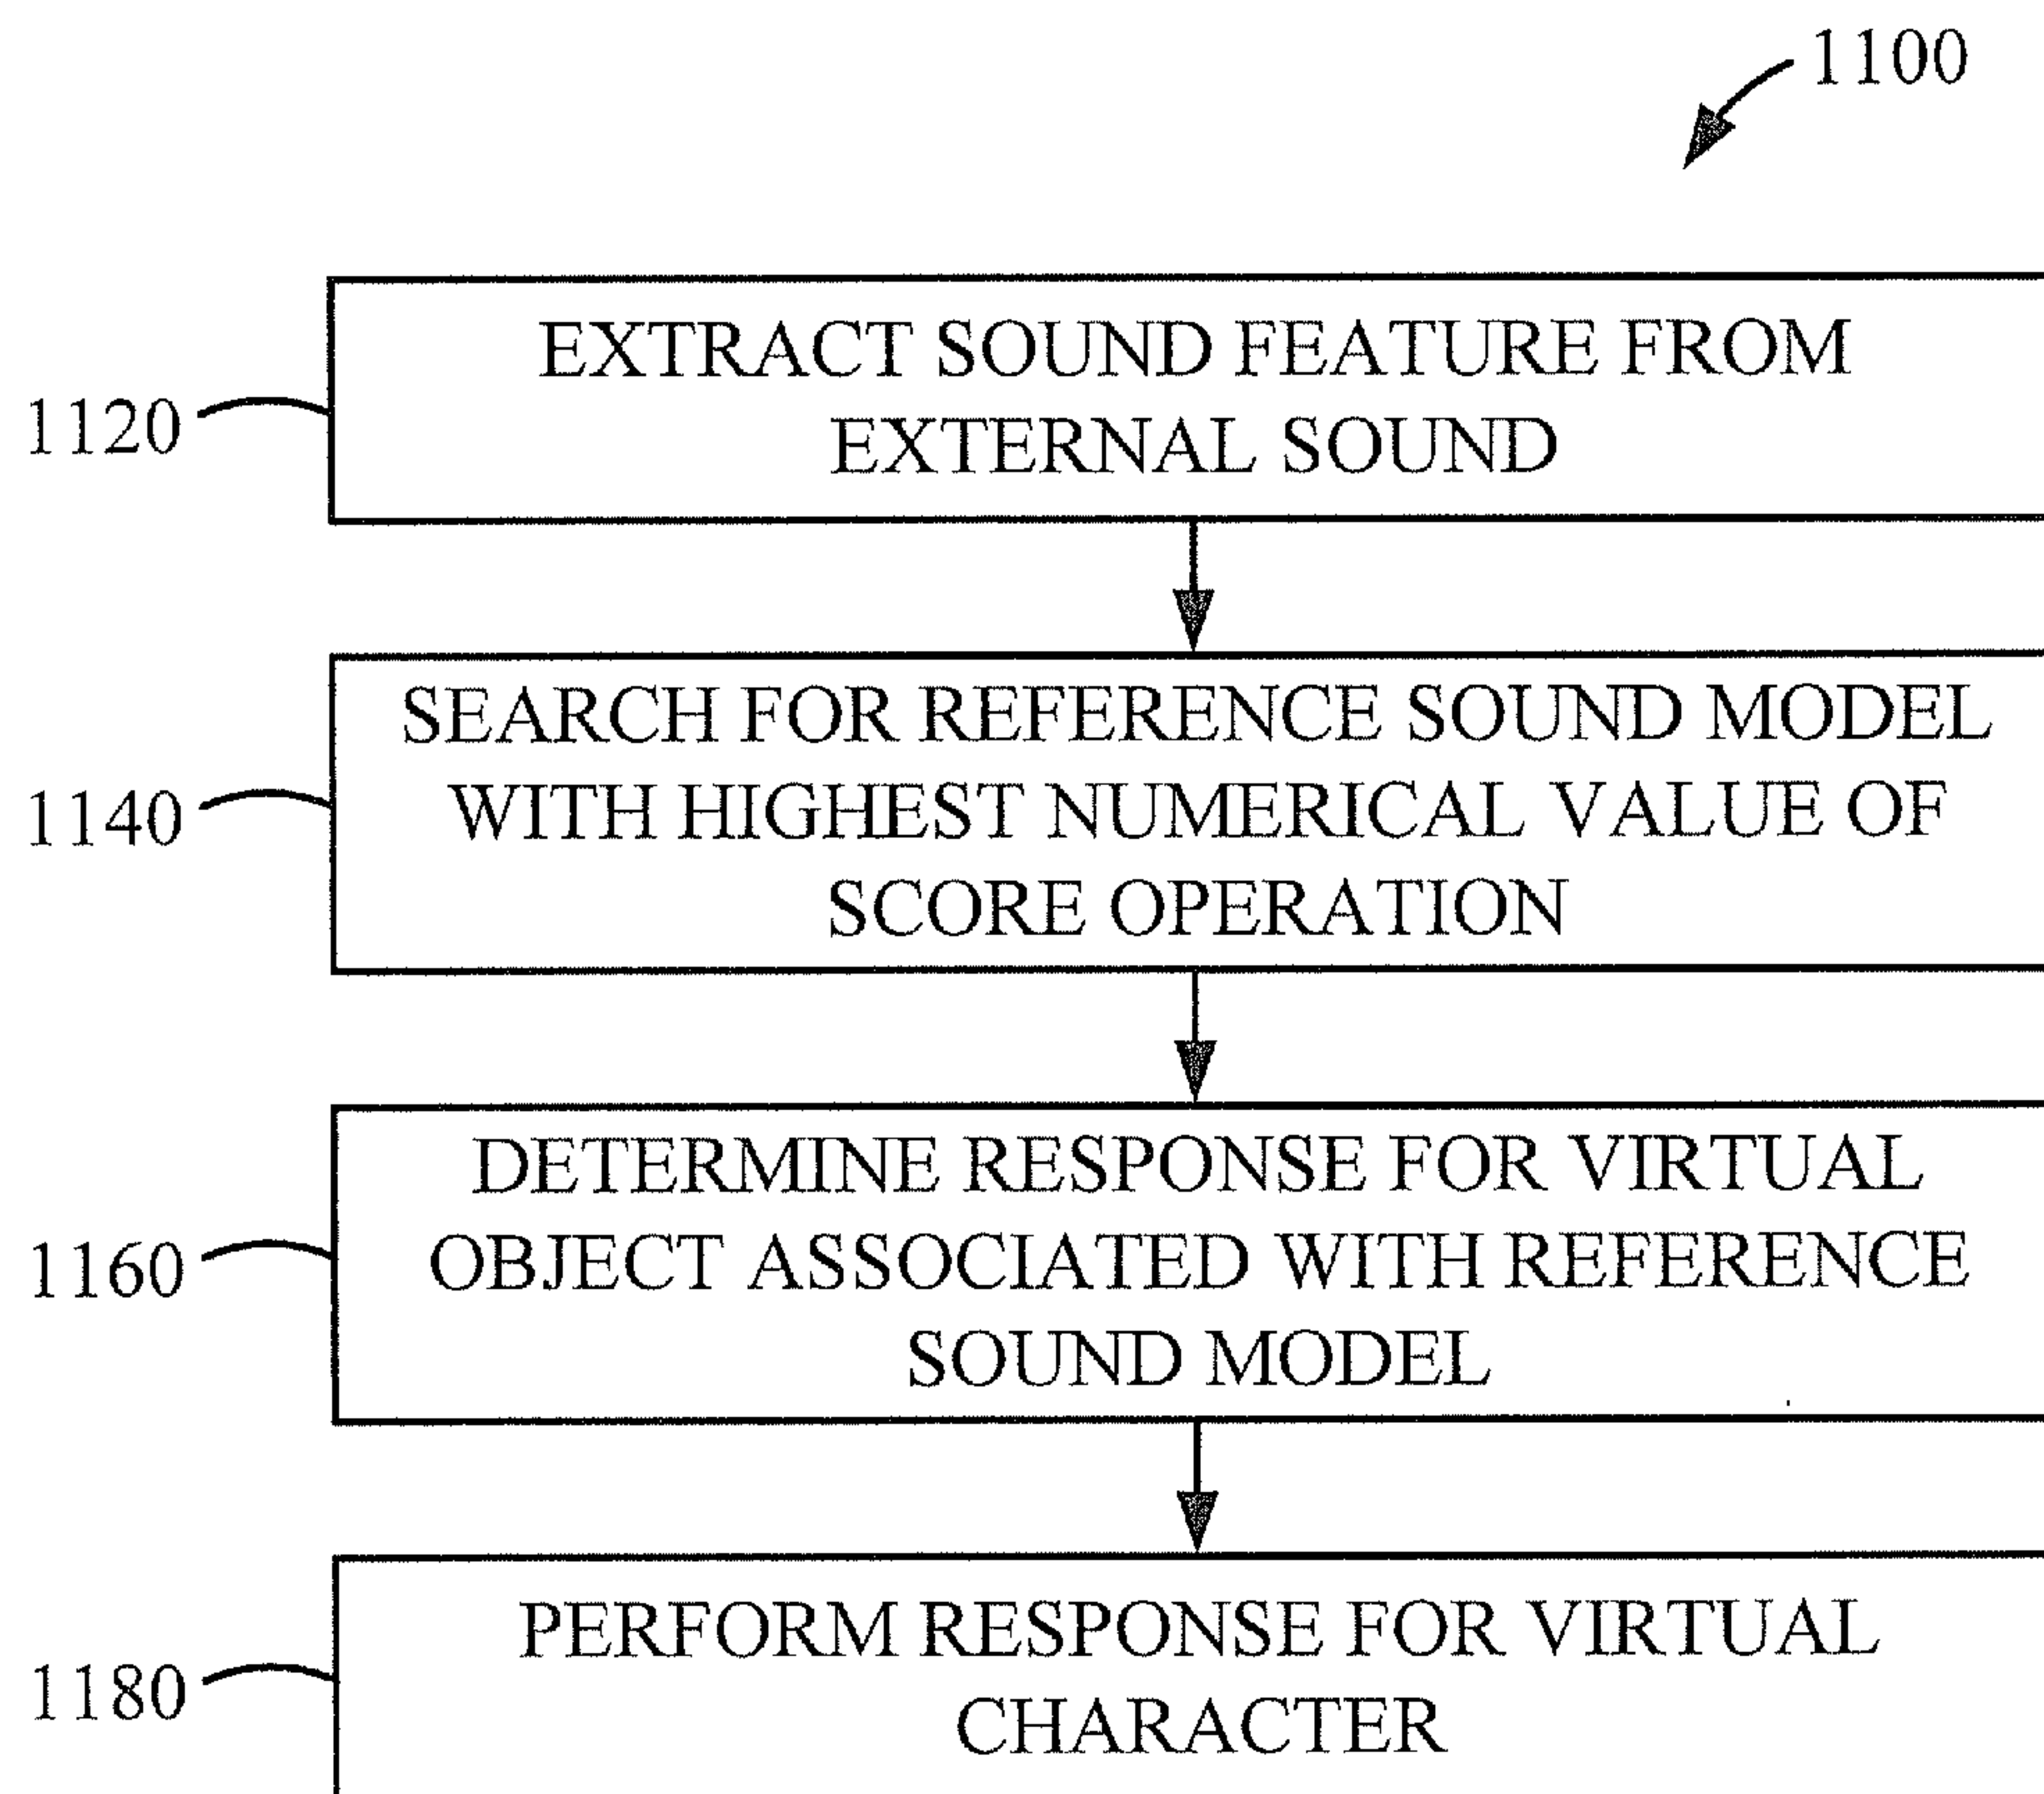 1100
EXTRACT SOUND FEATURE FROM
EXTERNAL SOUND
1120
SEARCH FOR REFERENCE SOUND MODEL
WITH HIGHEST NUMERICAL VALUE OF
SCORE OPERATION
1140
DETERMINE RESPONSE FOR VIRTUAL
OBJECT ASSOCIATED WITH REFERENCE
SOUND MODEL
1160
PERFORM RESPONSE FOR VIRTUAL
CHARACTER
1180